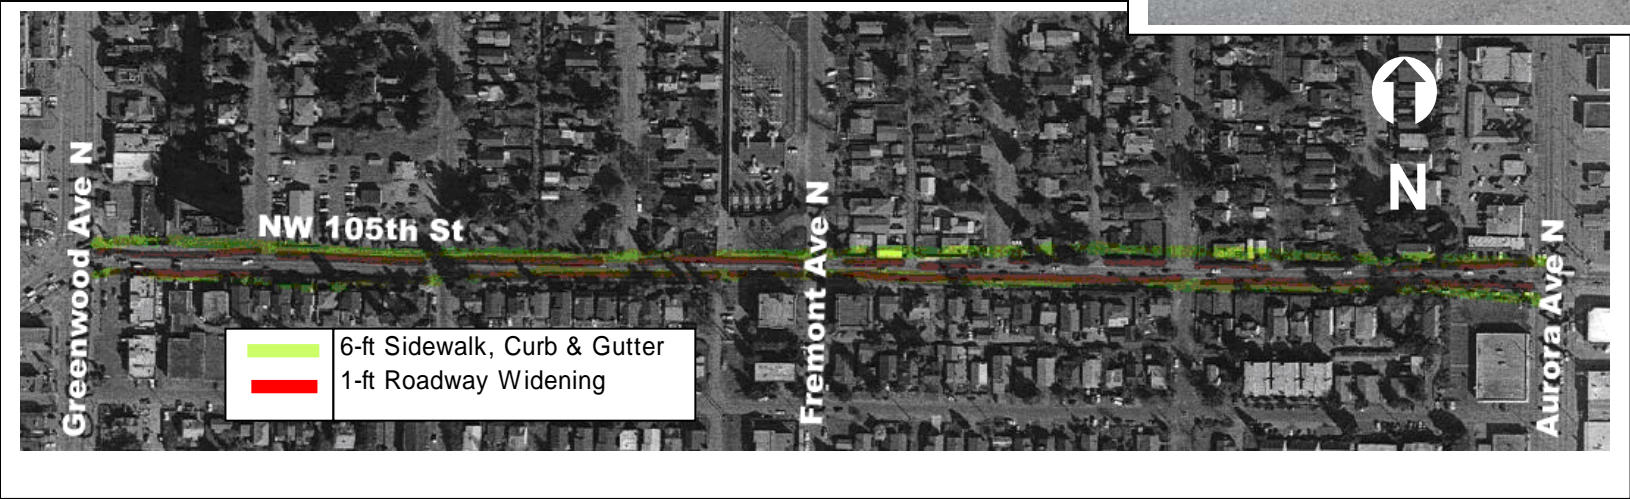 Greenwood Ave N
NW 105th St
Fremont Ave N
Aurora Ave N
N
6-ft Sidewalk, Curb & Gutter
1-ft Roadway Widening